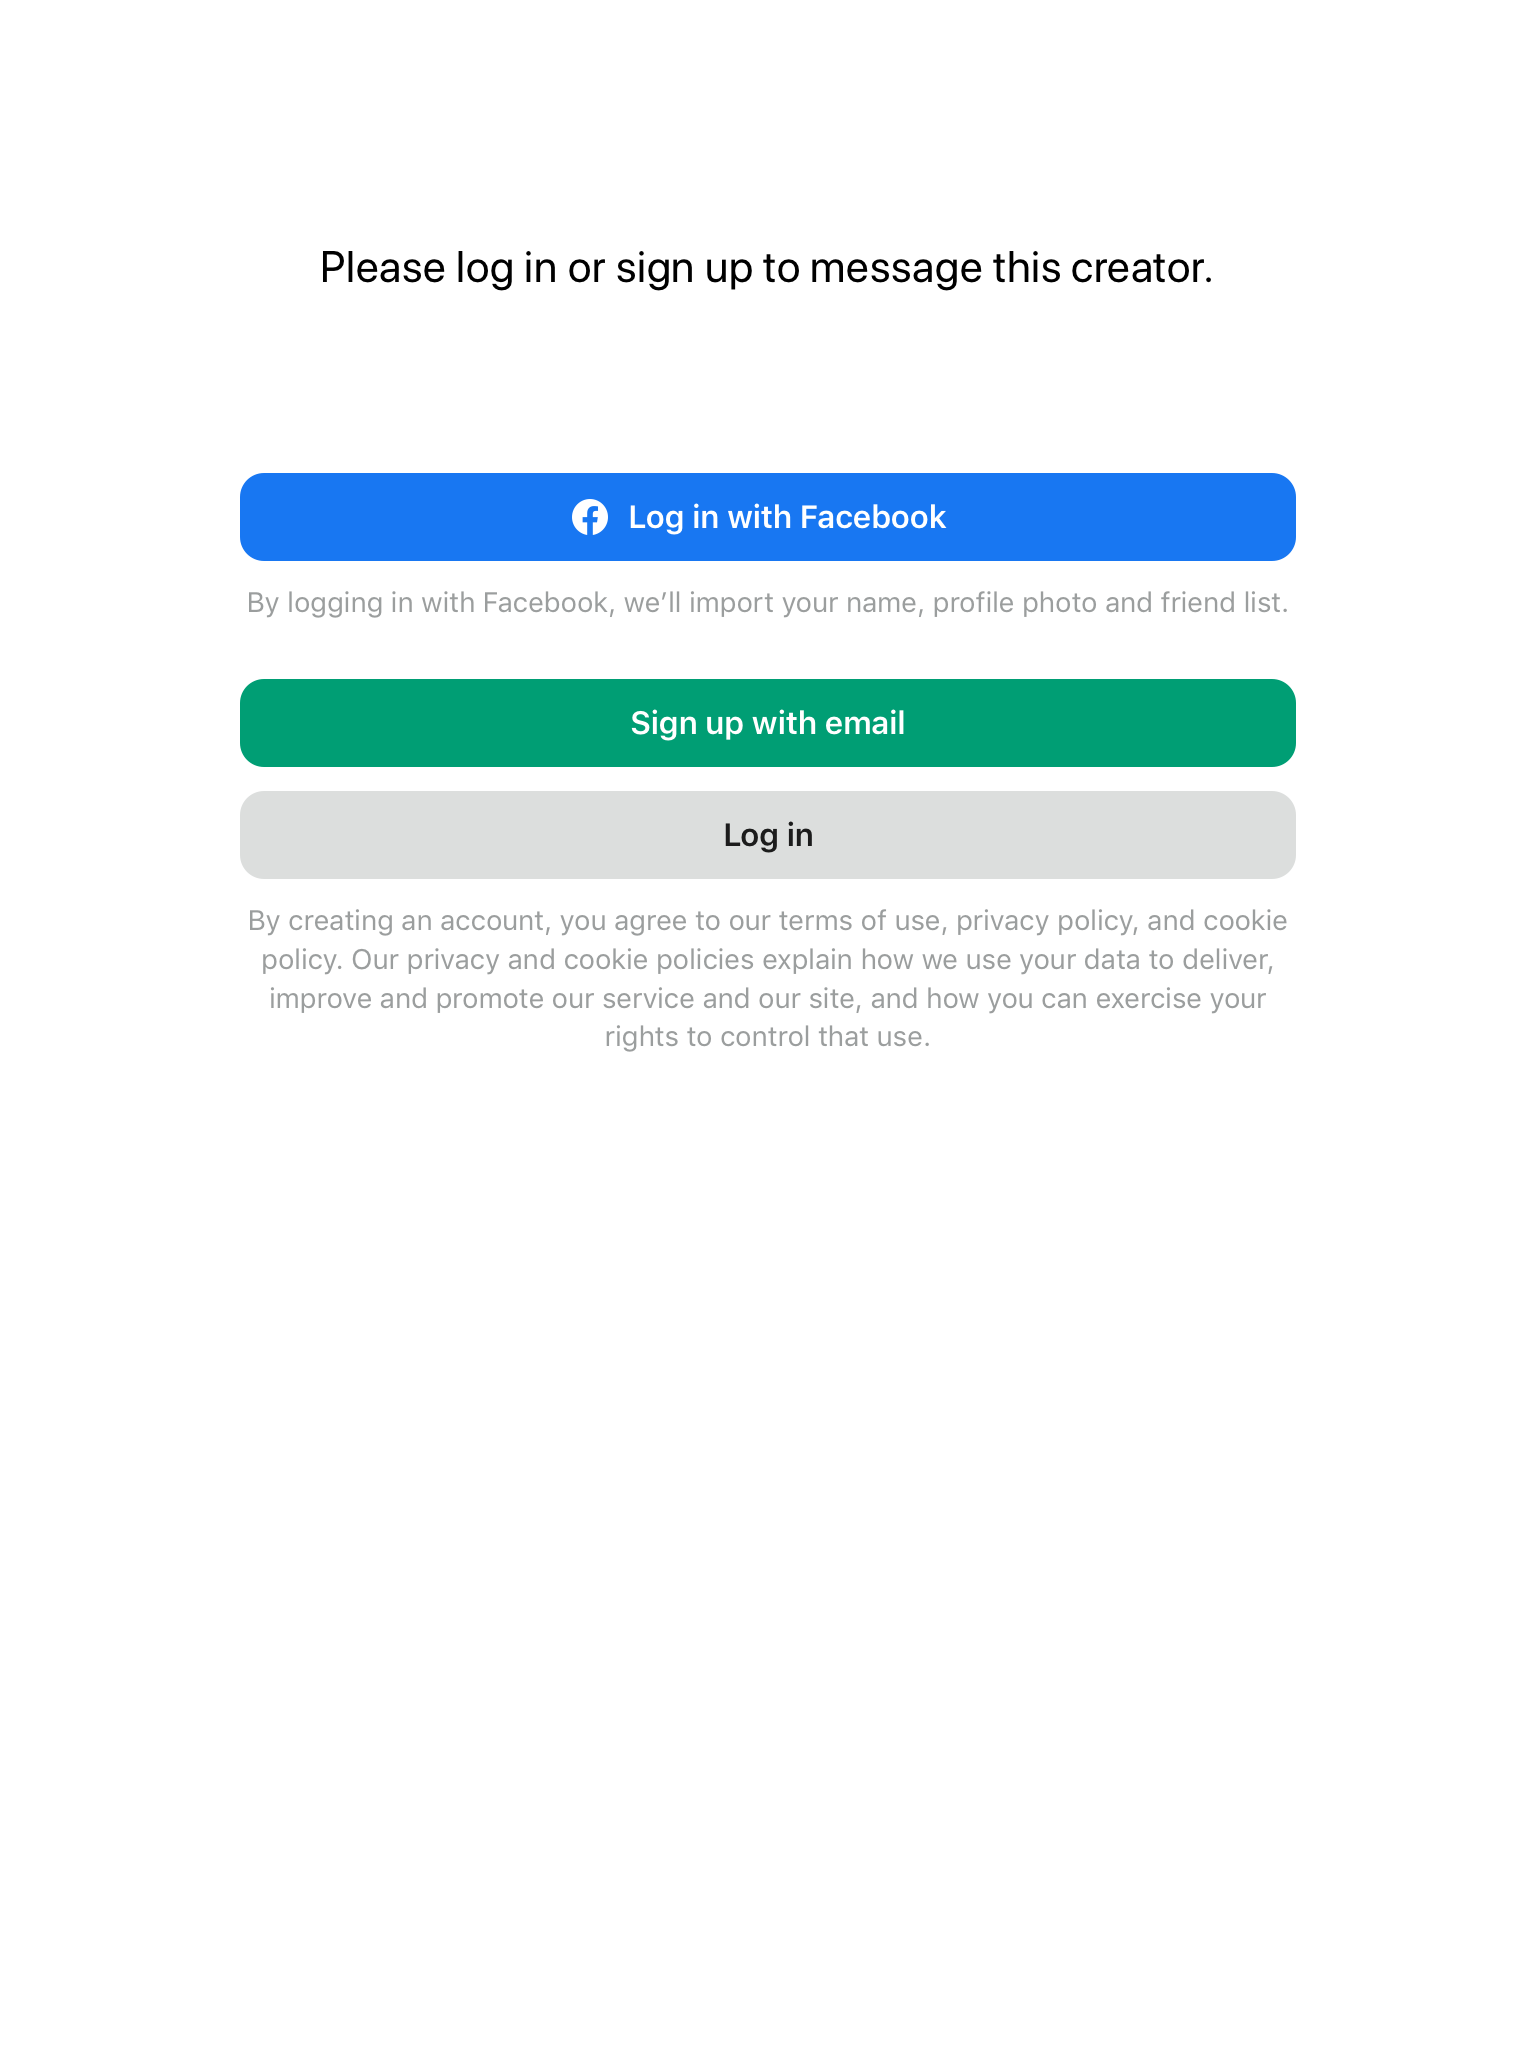 Please log in or sign up to message this creator.
Log in with Facebook
By logging in with Facebook, we’ll import your name, profile photo and friend list.
Sign up with email
Log in
By creating an account, you agree to our terms of use, privacy policy, and cookie
policy. Our privacy and cookie policies explain how we use your data to deliver,
improve and promote our service and our site, and how you can exercise your
rights to control that use.